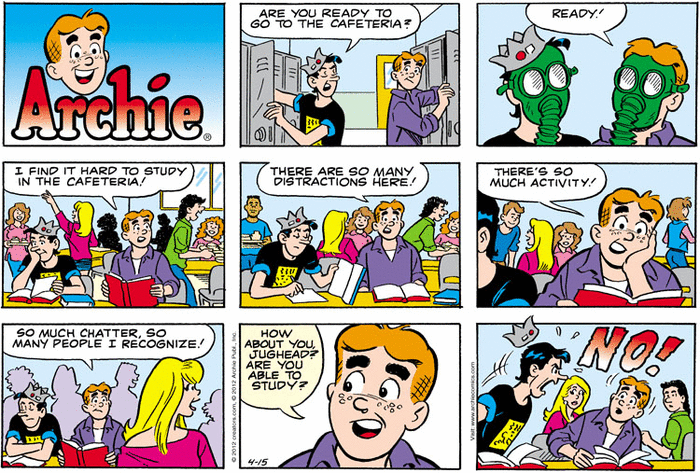 Archie®
ARE YOU READY TO
GO TO THE CAFETERIA?
READY!
I FIND IT HARD TO STUDY
IN THE CAFETERIA!
THERE ARE SO MANY
DISTRACTIONS HERE!
THERE'S SO
MUCH ACTIVITY!
SO MUCH CHATTER, SO
MANY PEOPLE I RECOGNIZE!
© 2012 creators.com, © 2012 Archie Publ., Inc.
HOW
ABOUT YOU,
JUGHEAD?
ARE YOU
ABLE TO
STUDY?
4-15
Visit: www.archiecomics.com
NO!